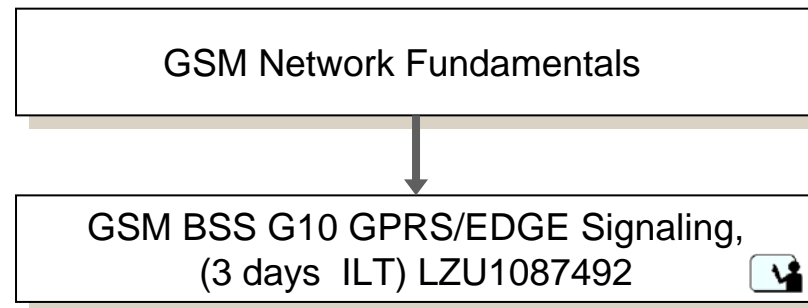 GSM Network Fundamentals
GSM BSS G10 GPRS/EDGE Signaling,
(3 days ILT) LZU1087492